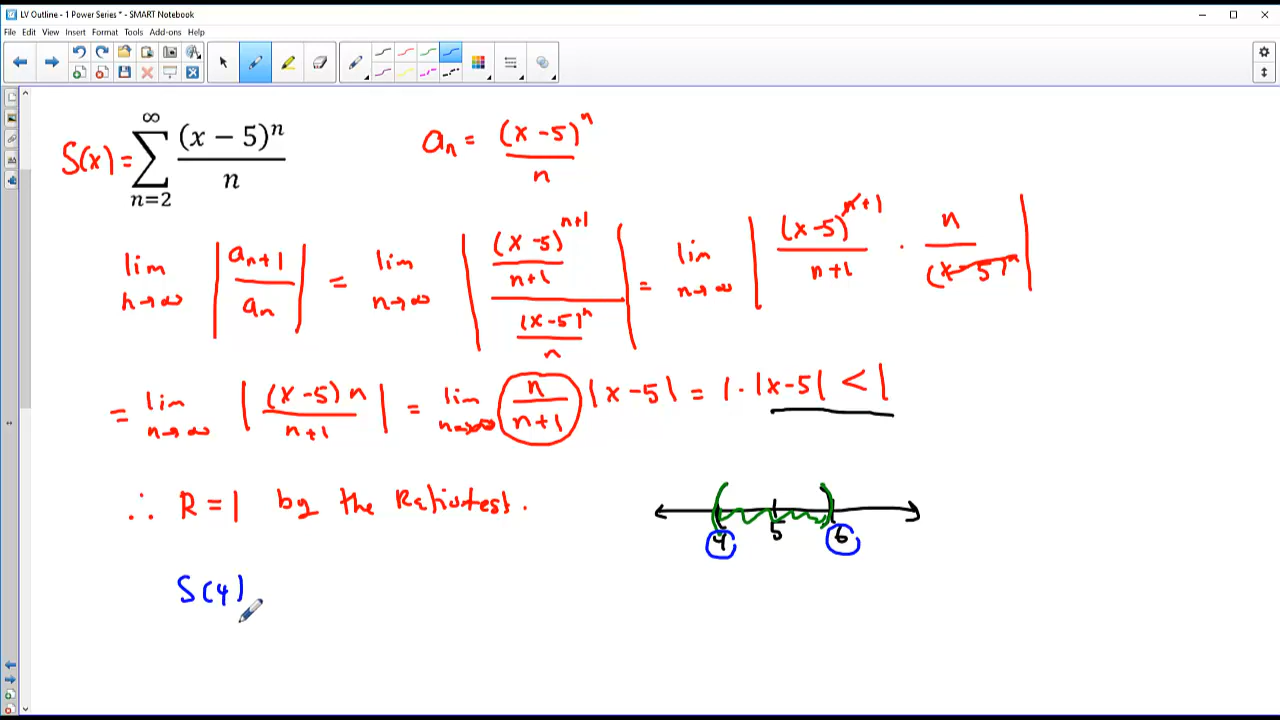 LV Outline - 1 Power Series * - SMART Notebook
File Edit View Insert Format Tools Add-ons Help
S(x) = ∑_{n=2}^{∞} (x − 5)^n / n
a_n = (x-5)^n / n
lim_{n→∞} | a_{n+1} / a_n | = lim_{n→∞} | ((x-5)^{n+1} / (n+1)) / ((x-5)^n / n) | = lim_{n→∞} | (x-5)^{n+1} / (n+1) · n / (x-5)^n |
= lim_{n→∞} | (x-5) n / (n+1) | = lim_{n→∞} n / (n+1) |x-5| = 1 · |x-5| < 1
∴ R = 1 by the Ratio test.
4 5 6
S(4)